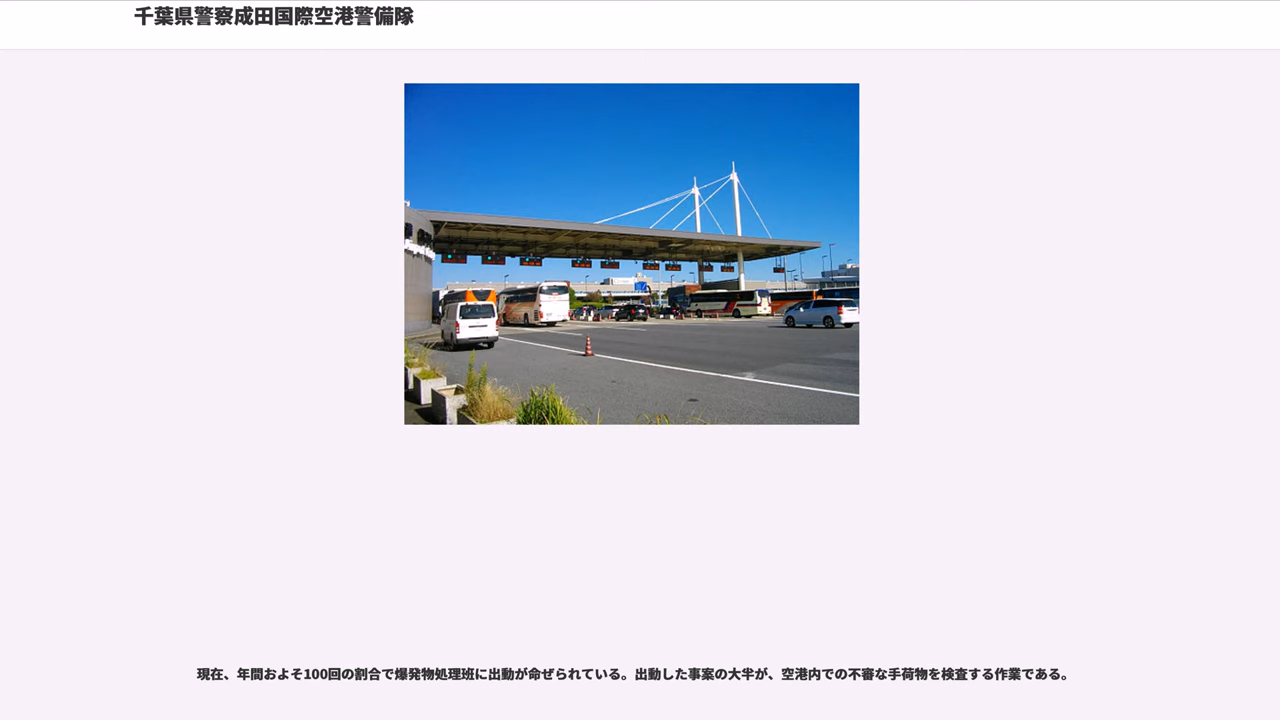 千葉県警察成田国際空港警備隊
現在、年間およそ100回の割合で爆発物処理班に出動が命ぜられている。出動した事案の大半が、空港内での不審な手荷物を検査する作業である。